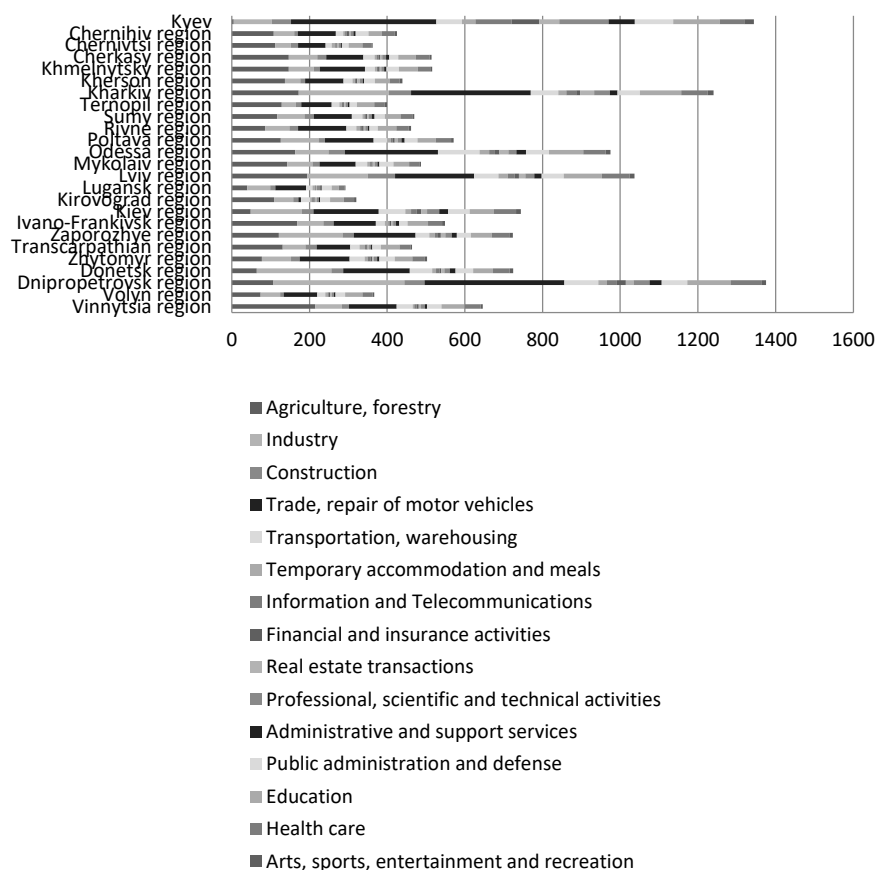 Kyev
Chernihiv region
Chernivtsi region
Cherkasy region
Khmelnytsky region
Kherson region
Kharkiv region
Ternopil region
Sumy region
Rivne region
Poltava region
Odessa region
Mykolaiv region
Lviv region
Lugansk region
Kirovograd region
Kiev region
Ivano-Frankivsk region
Zaporozhye region
Transcarpathian region
Zhytomyr region
Donetsk region
Dnipropetrovsk region
Volyn region
Vinnytsia region
0 200 400 600 800 1000 1200 1400 1600
Agriculture, forestry
Industry
Construction
Trade, repair of motor vehicles
Transportation, warehousing
Temporary accommodation and meals
Information and Telecommunications
Financial and insurance activities
Real estate transactions
Professional, scientific and technical activities
Administrative and support services
Public administration and defense
Education
Health care
Arts, sports, entertainment and recreation